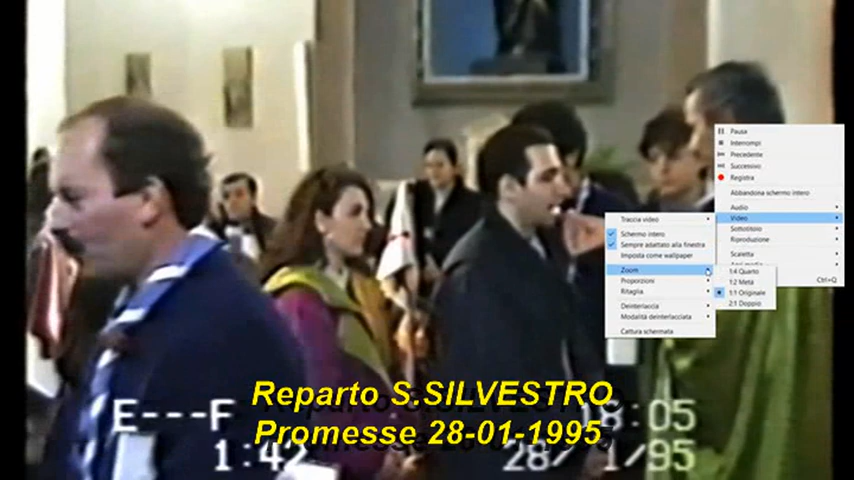 Pausa
Interrompi
Precedente
Successivo
Registra
Abbandona schermo intero
Audio
Video
Sottotitolo
Riproduzione
Scaletta
Ctrl+Q
Traccia video
Schermo intero
Sempre adattato alla finestra
Imposta come wallpaper
Zoom
Proporzioni
Ritaglia
Deinterlaccia
Modalità deinterlacciata
Cattura schermata
1:4 Quarto
1:2 Metà
1:1 Originale
2:1 Doppio
Reparto S.SILVESTRO
Promesse 28-01-1995
E---F
8:05
1:42
28/ 1/95